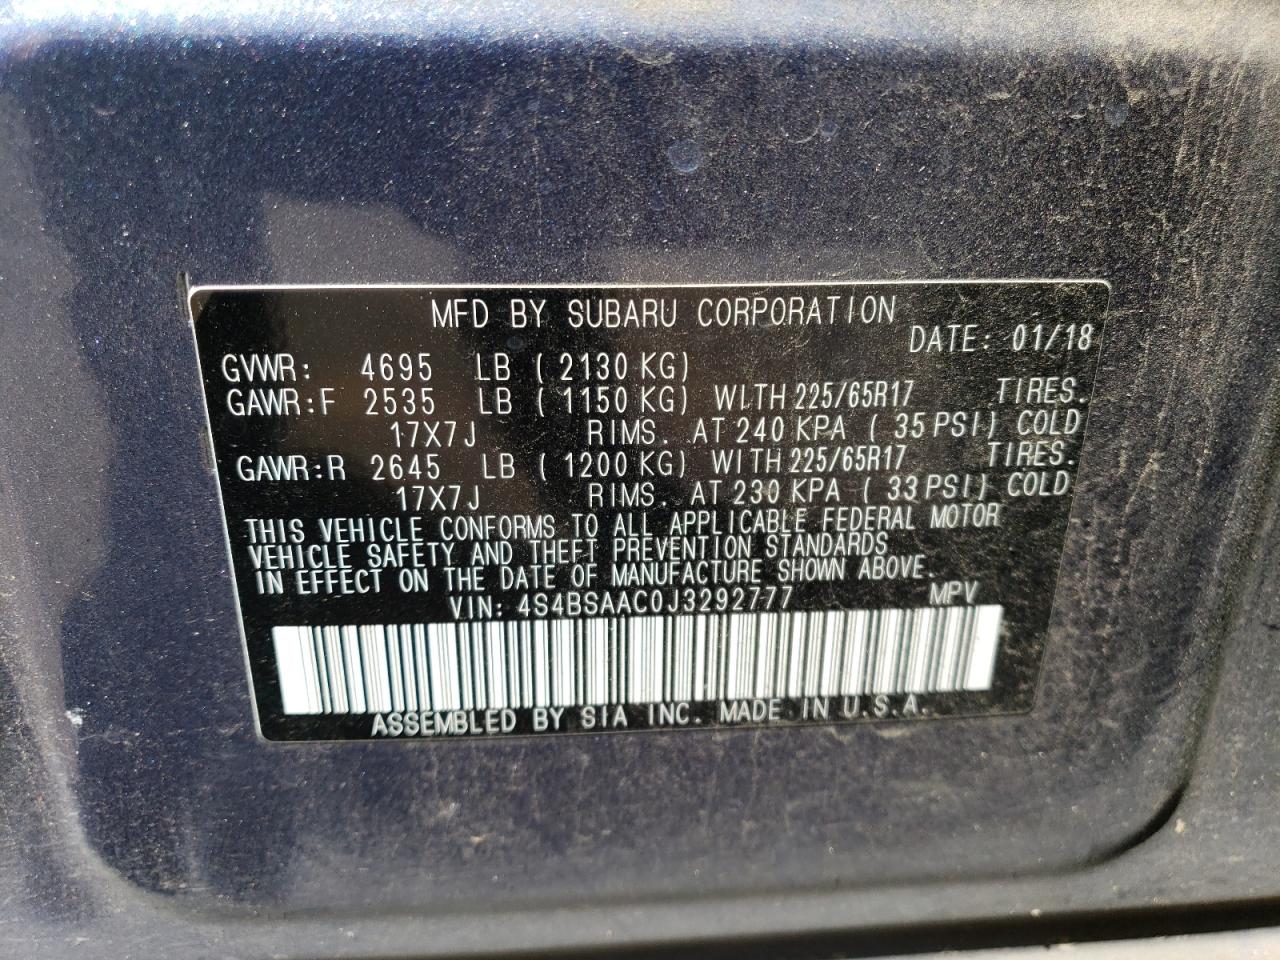 MFD BY SUBARU CORPORATION
DATE: 01/18
GVWR: 4695 LB ( 2130 KG)
GAWR:F 2535 LB ( 1150 KG) WITH 225/65R17 TIRES.
17X7J RIMS. AT 240 KPA ( 35 PSI) COLD
GAWR:R 2645 LB ( 1200 KG) WITH 225/65R17 TIRES.
17X7J RIMS. AT 230 KPA ( 33 PSI) COLD
THIS VEHICLE CONFORMS TO ALL APPLICABLE FEDERAL MOTOR
VEHICLE SAFETY AND THEFT PREVENTION STANDARDS
IN EFFECT ON THE DATE OF MANUFACTURE SHOWN ABOVE.
VIN: 4S4BSAAC0J3292777 MPV
ASSEMBLED BY SIA INC. MADE IN U.S.A.